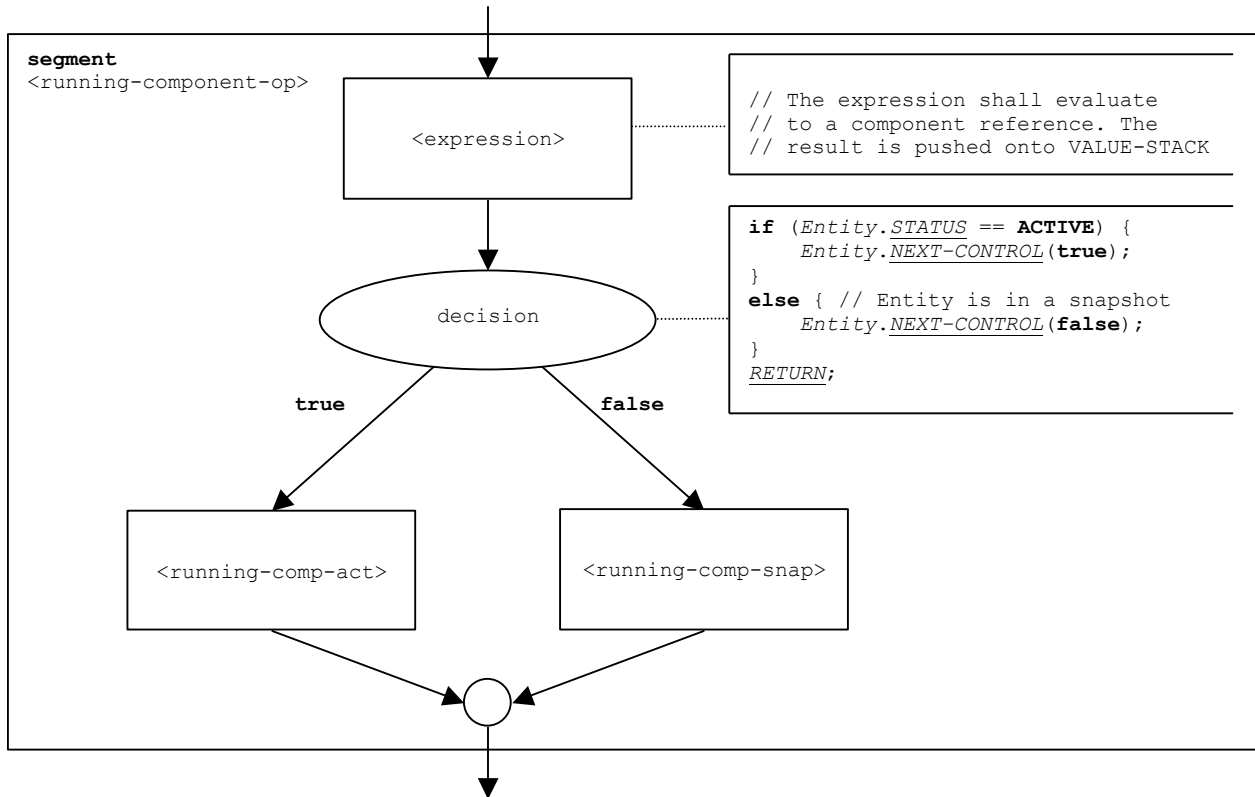 segment
<running-component-op>
<expression>
// The expression shall evaluate
// to a component reference. The
// result is pushed onto VALUE-STACK
decision
if (Entity.STATUS == ACTIVE) {
    Entity.NEXT-CONTROL(true);
}
else { // Entity is in a snapshot
    Entity.NEXT-CONTROL(false);
}
RETURN;
true
false
<running-comp-act>
<running-comp-snap>